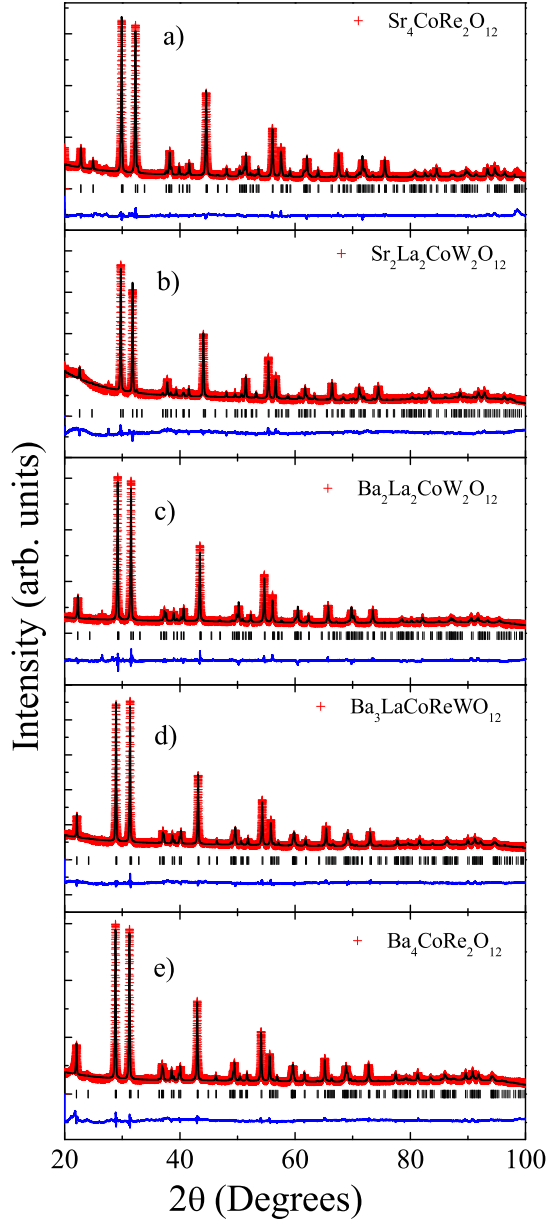 a)
+ Sr₄CoRe₂O₁₂
b)
+ Sr₂La₂CoW₂O₁₂
c)
+ Ba₂La₂CoW₂O₁₂
d)
+ Ba₃LaCoReWO₁₂
e)
+ Ba₄CoRe₂O₁₂
Intensity (arb. units)
20 40 60 80 100
2θ (Degrees)